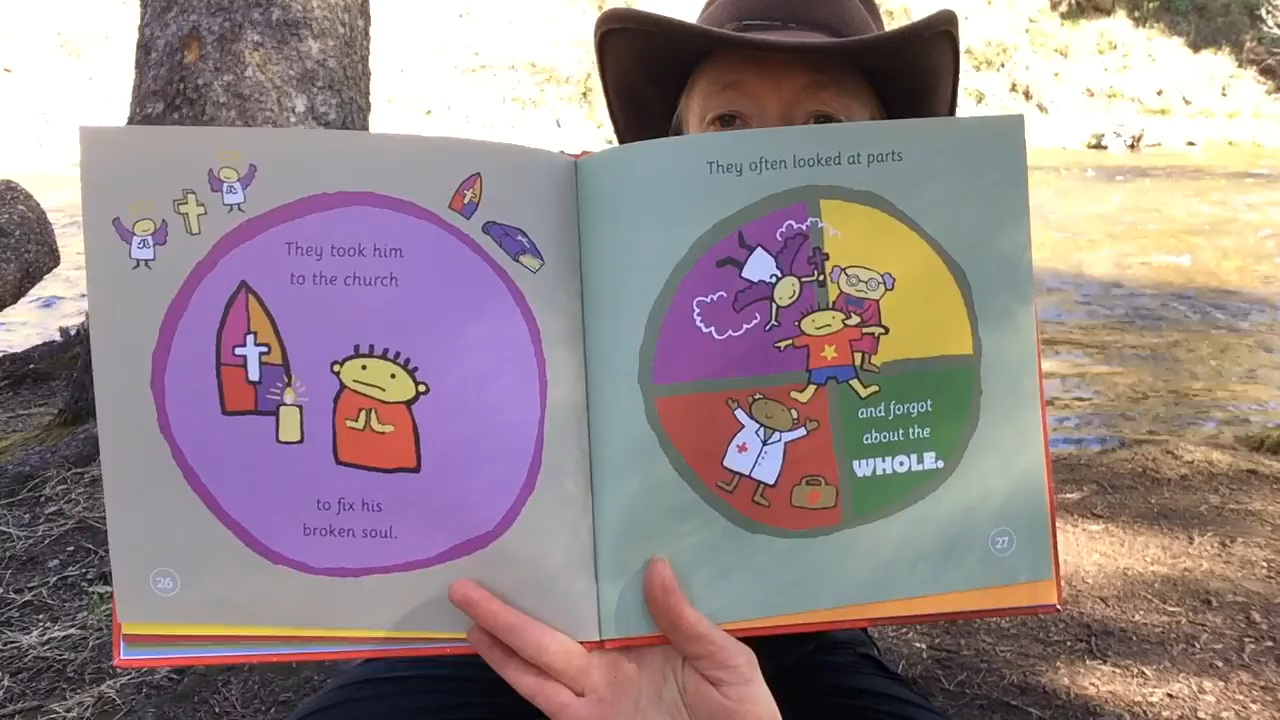 They took him
to the church
to fix his
broken soul.
26
They often looked at parts
and forgot
about the
WHOLE.
27